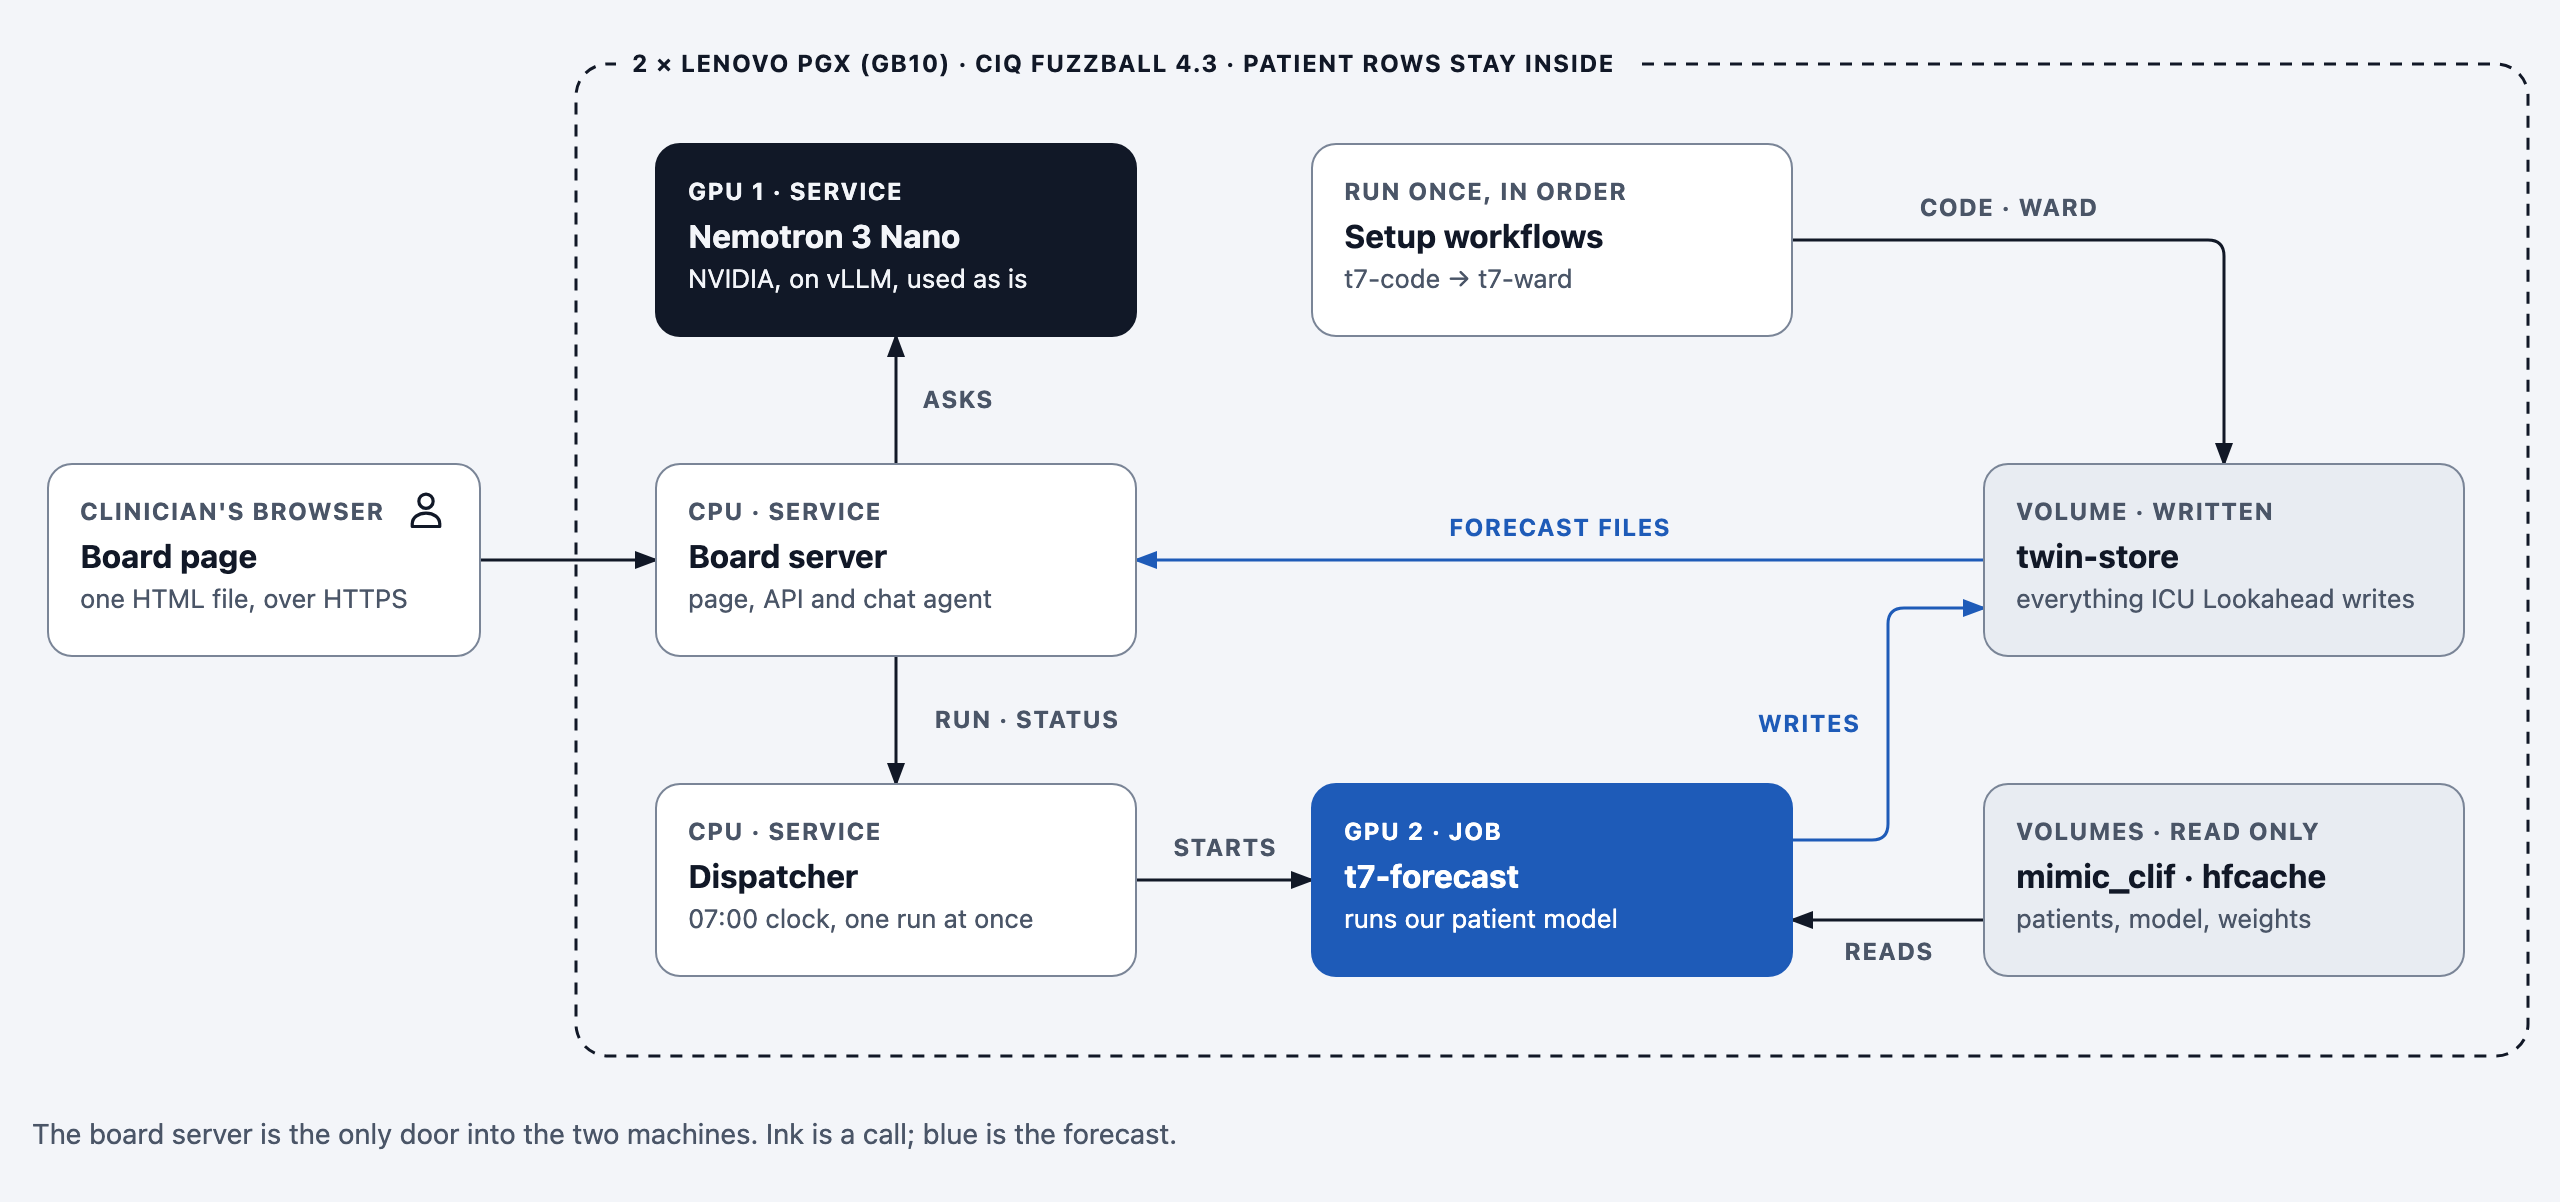 2 × LENOVO PGX (GB10) · CIQ FUZZBALL 4.3 · PATIENT ROWS STAY INSIDE
GPU 1 · SERVICE
Nemotron 3 Nano
NVIDIA, on vLLM, used as is
RUN ONCE, IN ORDER
Setup workflows
t7-code → t7-ward
CODE · WARD
ASKS
CLINICIAN'S BROWSER
Board page
one HTML file, over HTTPS
CPU · SERVICE
Board server
page, API and chat agent
FORECAST FILES
VOLUME · WRITTEN
twin-store
everything ICU Lookahead writes
RUN · STATUS
WRITES
CPU · SERVICE
Dispatcher
07:00 clock, one run at once
STARTS
GPU 2 · JOB
t7-forecast
runs our patient model
READS
VOLUMES · READ ONLY
mimic_clif · hfcache
patients, model, weights
The board server is the only door into the two machines. Ink is a call; blue is the forecast.